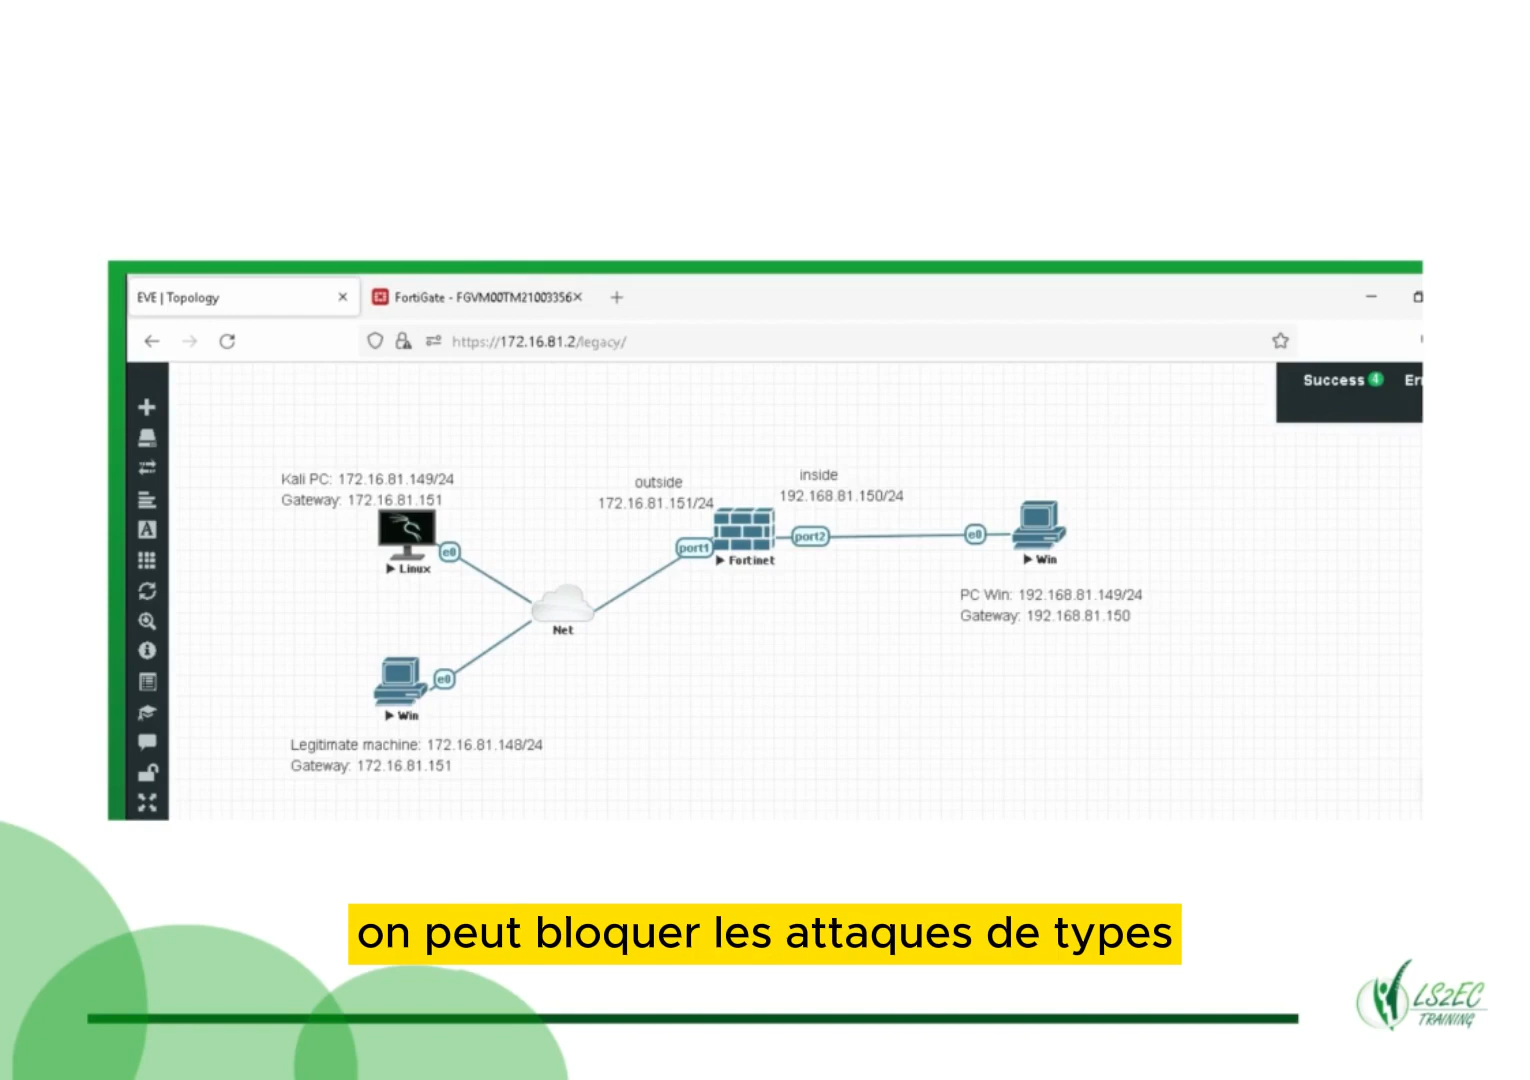 EVE | Topology
FortiGate - FGVM00TM21003356
https://172.16.81.2/legacy/
Success 4
Kali PC: 172.16.81.149/24
Gateway: 172.16.81.151
outside
172.16.81.151/24
inside
192.168.81.150/24
e0
Linux
port1
Fortinet
port2
e0
Win
PC Win: 192.168.81.149/24
Gateway: 192.168.81.150
Net
e0
Win
Legitimate machine: 172.16.81.148/24
Gateway: 172.16.81.151
on peut bloquer les attaques de types
LS2EC
TRAINING